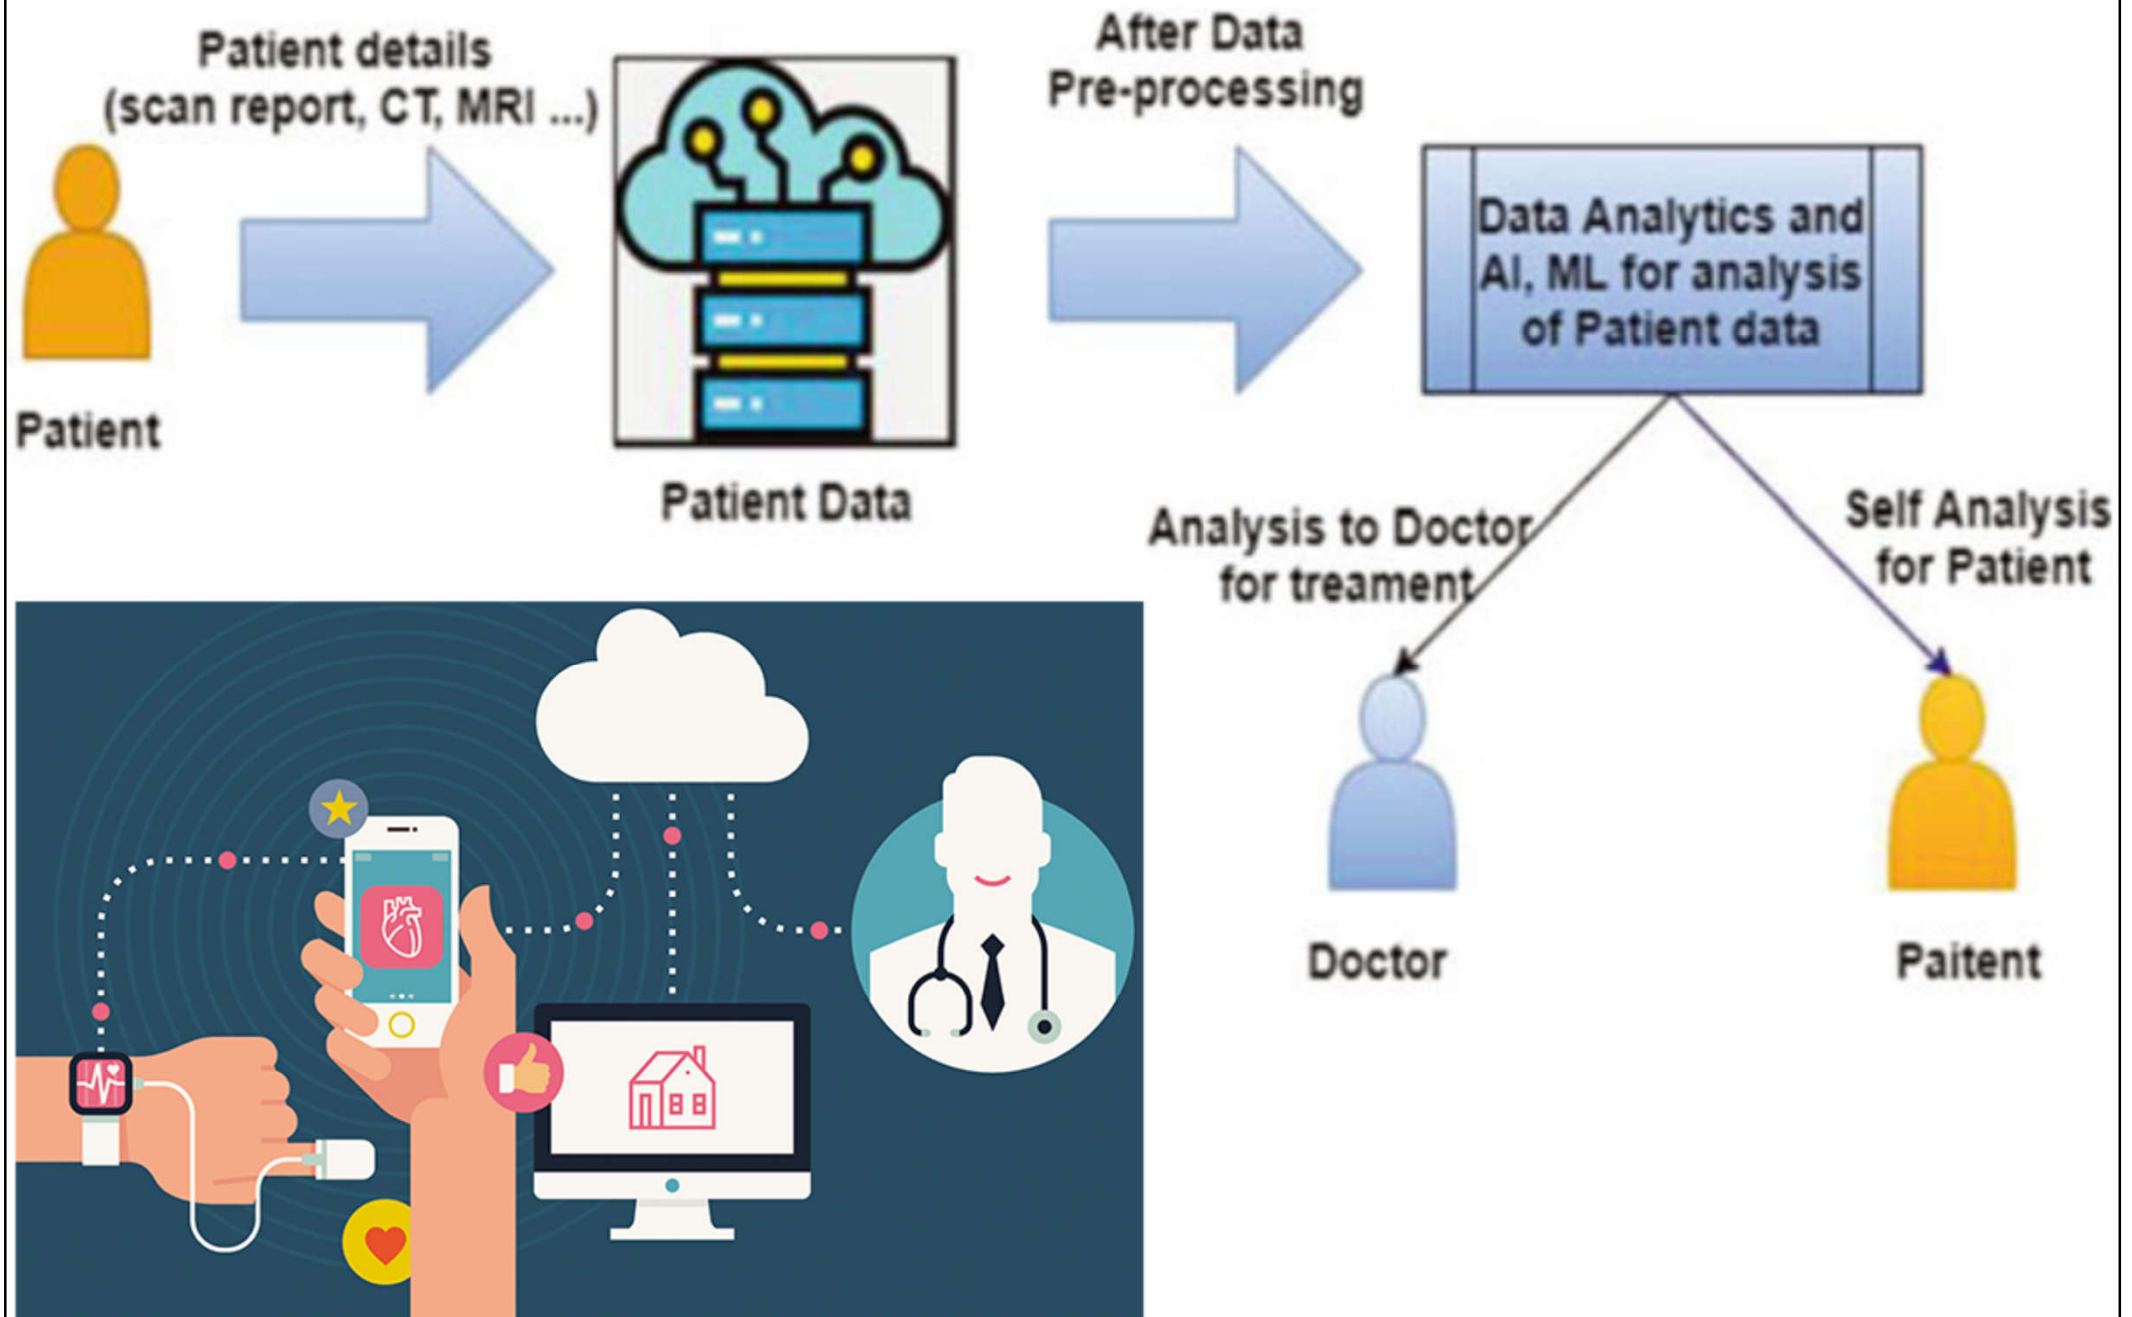 Patient details
(scan report, CT, MRI ...)
After Data
Pre-processing
Data Analytics and
AI, ML for analysis
of Patient data
Patient
Patient Data
Analysis to Doctor
for treament
Self Analysis
for Patient
Doctor
Paitent